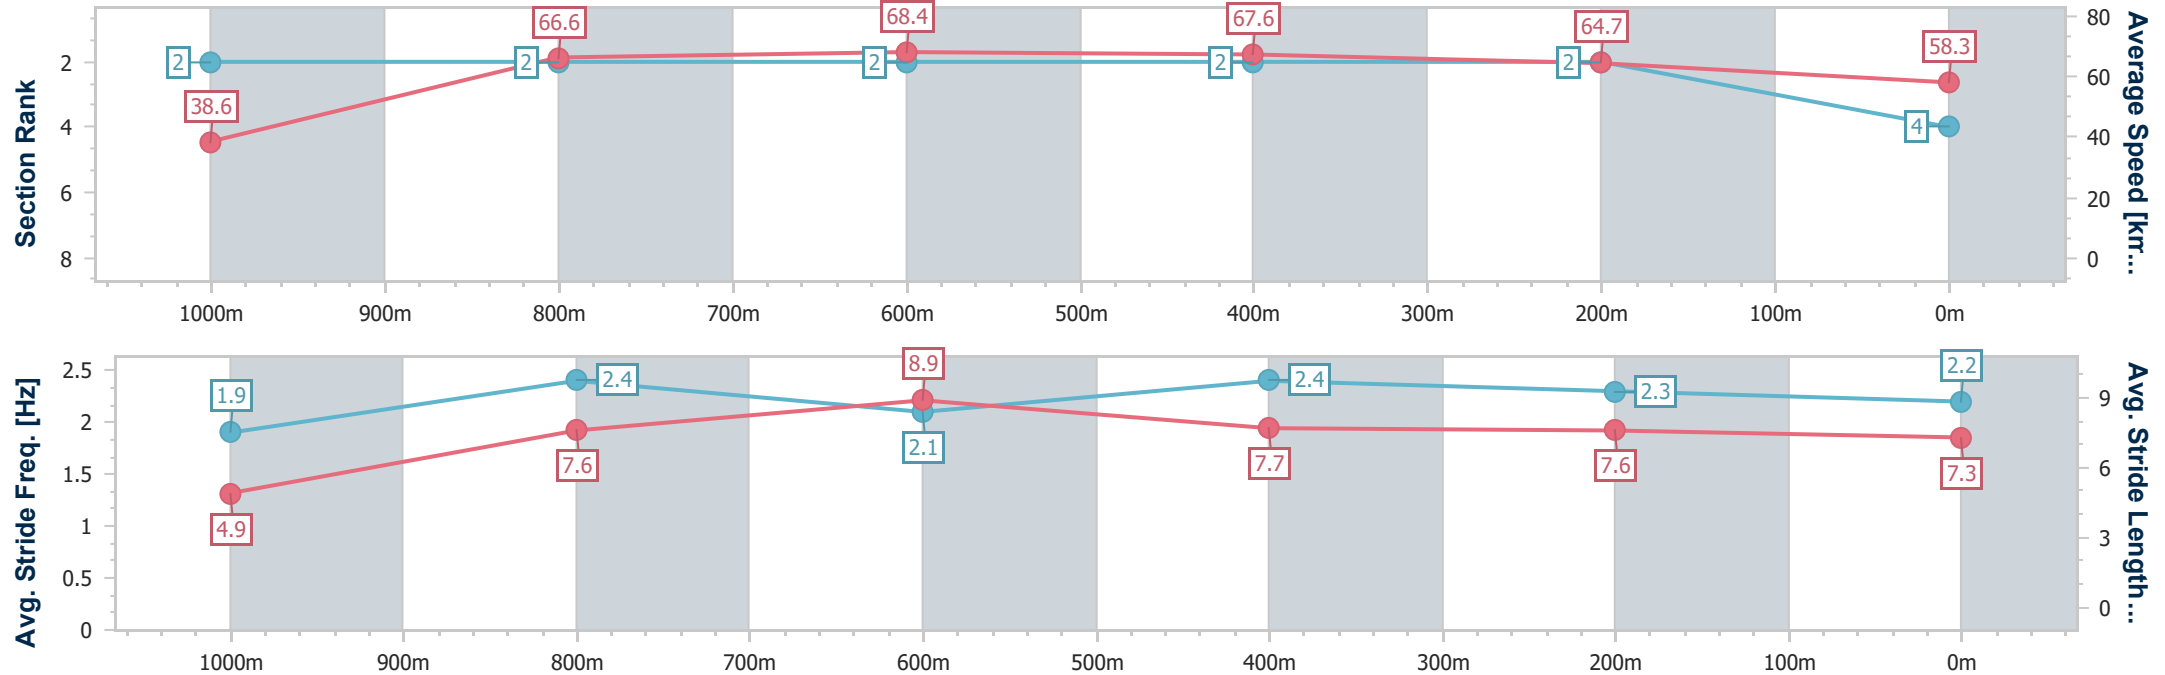 Section Rank
2
4
6
8
2
2
2
2
2
4
38.6
66.6
68.4
67.6
64.7
58.3
80
60
40
20
0
Average Speed [km...
1000m
900m
800m
700m
600m
500m
400m
300m
200m
100m
0m
Avg. Stride Freq. [Hz]
2.5
2
1.5
1
0.5
0
1.9
2.4
2.1
2.4
2.3
2.2
4.9
7.6
8.9
7.7
7.6
7.3
9
6
3
0
Avg. Stride Length...
1000m
900m
800m
700m
600m
500m
400m
300m
200m
100m
0m